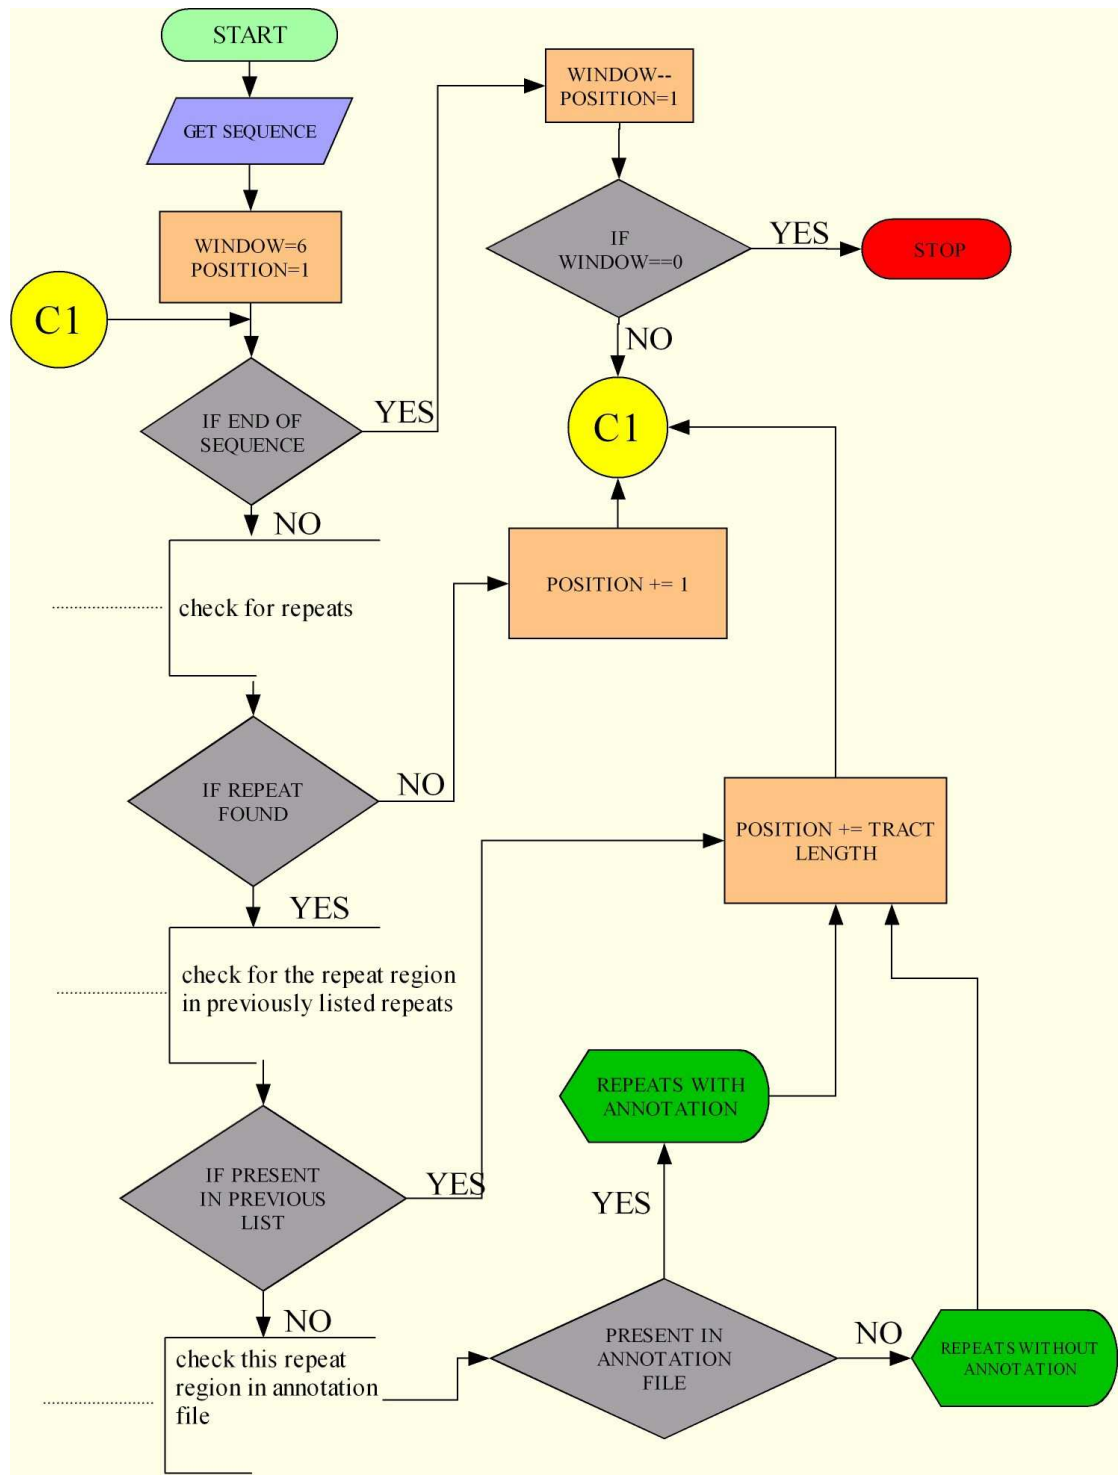 START
GET SEQUENCE
WINDOW=6
POSITION=1
C1
IF END OF
SEQUENCE
YES
NO
WINDOW--
POSITION=1
IF
WINDOW==0
YES
STOP
NO
C1
check for repeats
POSITION += 1
IF REPEAT
FOUND
NO
YES
POSITION += TRACT
LENGTH
check for the repeat region
in previously listed repeats
IF PRESENT
IN PREVIOUS
LIST
YES
NO
REPEATS WITH
ANNOTATION
YES
check this repeat
region in annotation
file
PRESENT IN
ANNOTATION
FILE
NO
REPEATS WITHOUT
ANNOTATION